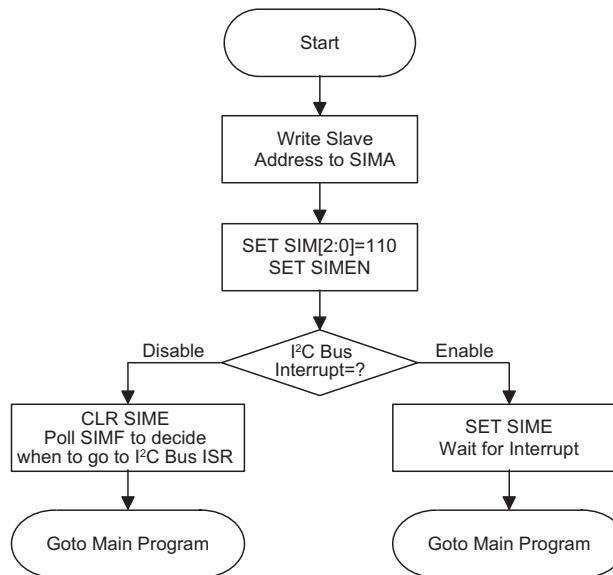 Start
Write Slave
Address to SIMA
SET SIM[2:0]=110
SET SIMEN
I²C Bus
Interrupt=?
Disable
Enable
CLR SIME
Poll SIMF to decide
when to go to I²C Bus ISR
SET SIME
Wait for Interrupt
Goto Main Program
Goto Main Program